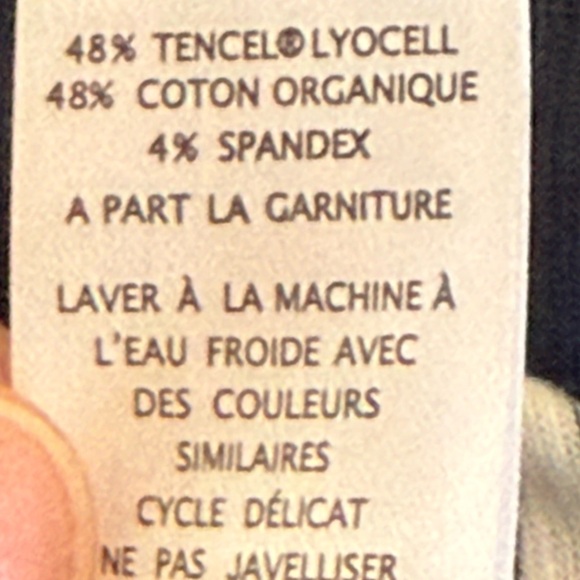 48% TENCEL®LYOCELL
48% COTON ORGANIQUE
4% SPANDEX
A PART LA GARNITURE
LAVER À LA MACHINE À
L'EAU FROIDE AVEC
DES COULEURS
SIMILAIRES
CYCLE DÉLICAT
NE PAS JAVELLISER